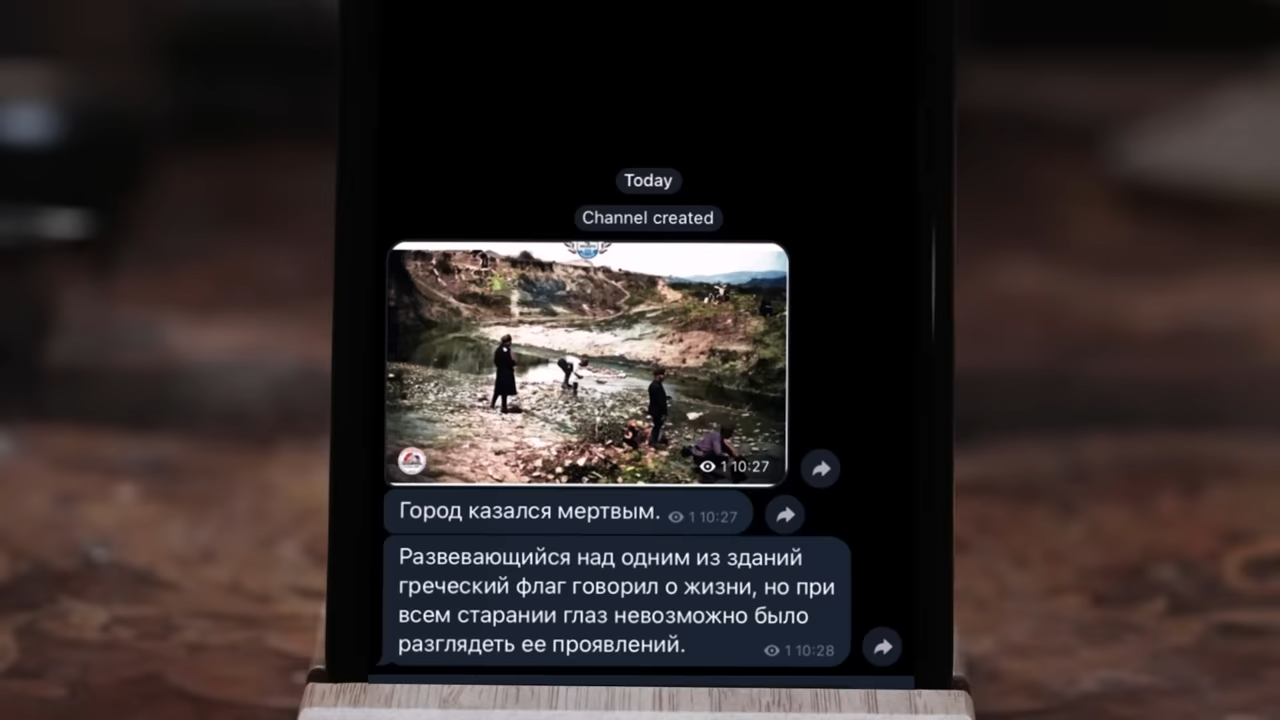 Today
Channel created
1 10:27
Город казался мертвым. 1 10:27
Развевающийся над одним из зданий
греческий флаг говорил о жизни, но при
всем старании глаз невозможно было
разглядеть ее проявлений. 1 10:28